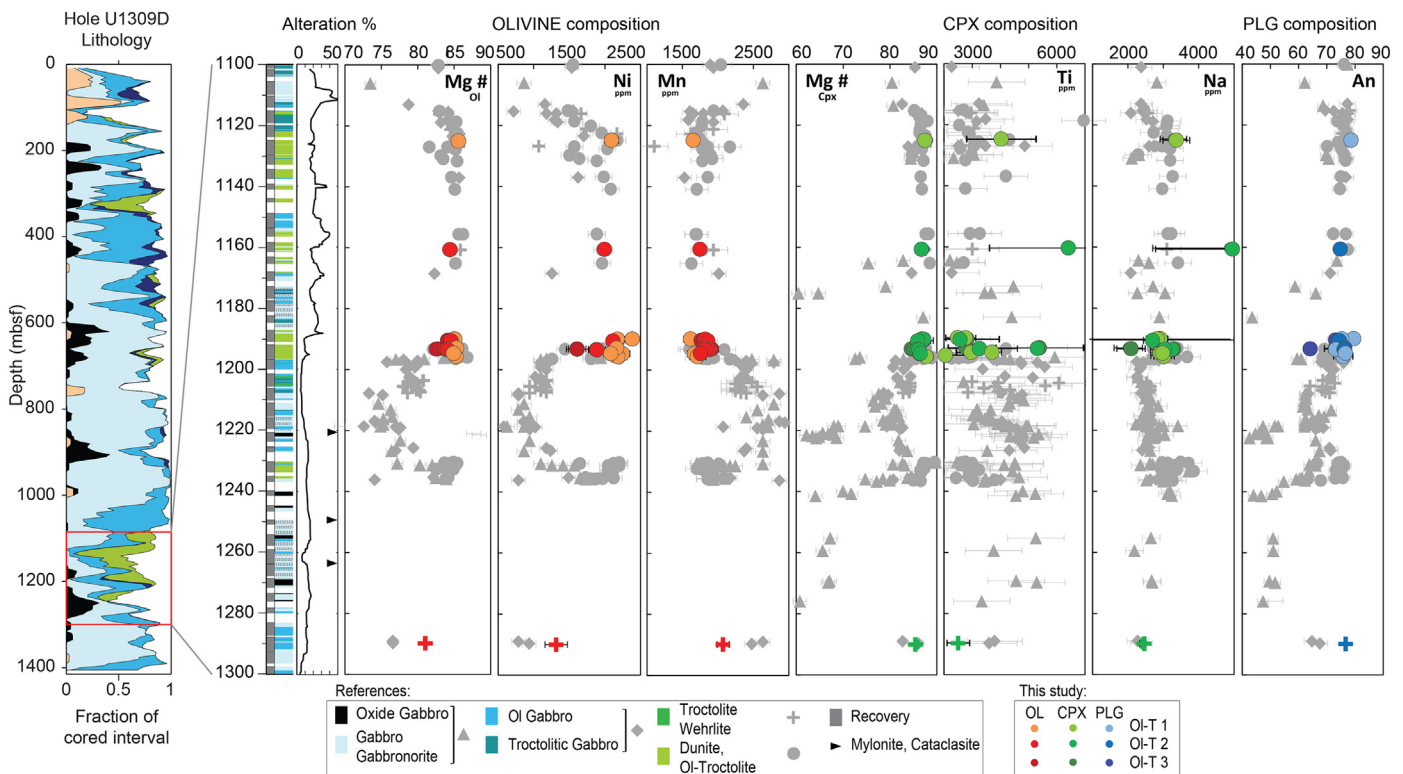 Hole U1309D
Lithology
Alteration %
OLIVINE composition
CPX composition
PLG composition
0 50
70 75 80 85 90
500 1500 2500
1500 2500
60 70 80 90
3000 6000
2000 4000
40 50 60 70 80 90
Mg #
Ol
Ni
ppm
Mn
ppm
Mg #
Cpx
Ti
ppm
Na
ppm
An
Depth (mbsf)
0
200
400
600
800
1000
1200
1400
1100
1120
1140
1160
1180
1200
1220
1240
1260
1280
1300
0 0.5 1
Fraction of
cored interval
References:
Oxide Gabbro
Gabbro
Gabbronorite
Ol Gabbro
Troctolitic Gabbro
Troctolite
Wehrlite
Dunite,
Ol-Troctolite
Recovery
Mylonite, Cataclasite
This study:
OL CPX PLG
Ol-T 1
Ol-T 2
Ol-T 3